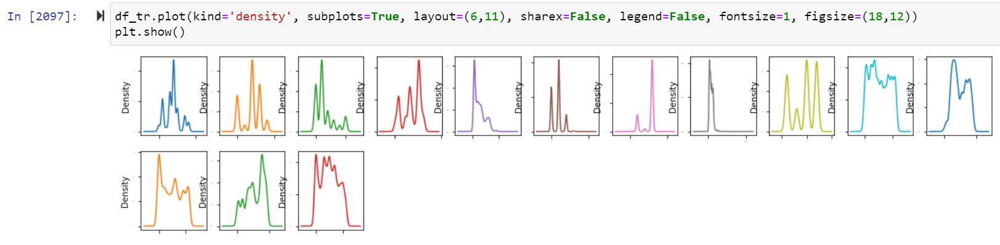 In [2097]:
df_tr.plot(kind='density', subplots=True, layout=(6,11), sharex=False, legend=False, fontsize=1, figsize=(18,12))
plt.show()
Density
Density
Density
Density
Density
Density
Density
Density
Density
Density
Density
Density
Density
Density